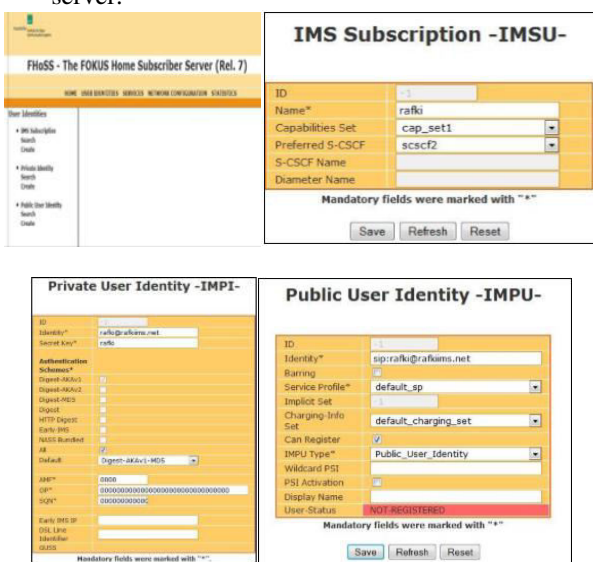 server.
FHoSS - The FOKUS Home Subscriber Server (Rel. 7)
HOME USER IDENTITIES SERVICES NETWORK CONFIGURATION STATISTICS
User Identities
IMS Subscription
Search
Create
Private Identity
Search
Create
Public User Identity
Search
Create
IMS Subscription -IMSU-
ID -1
Name* rafki
Capabilities Set cap_set1
Preferred S-CSCF scscf2
S-CSCF Name
Diameter Name
Mandatory fields were marked with "*"
Save Refresh Reset
Private User Identity -IMPI-
ID -1
Identity* rafki@rafkiims.net
Secret Key* rafki
Authentication
Schemes*
Digest-AKAv1
Digest-AKAv2
Digest-MD5
Digest
HTTP Digest
Early-IMS
NASS Bundled
All
Default Digest-AKAv1-MD5
AMF* 0000
OP* 00000000000000000000000000000000
SQN* 000000000000
Early IMS IP
DSL Line
Identifier
GUSS
Mandatory fields were marked with "*".
Public User Identity -IMPU-
ID -1
Identity* sip:rafki@rafkiims.net
Barring
Service Profile* default_sp
Implicit Set -1
Charging-Info
Set default_charging_set
Can Register
IMPU Type* Public_User_Identity
Wildcard PSI
PSI Activation
Display Name
User-Status NOT-REGISTERED
Mandatory fields were marked with "*"
Save Refresh Reset